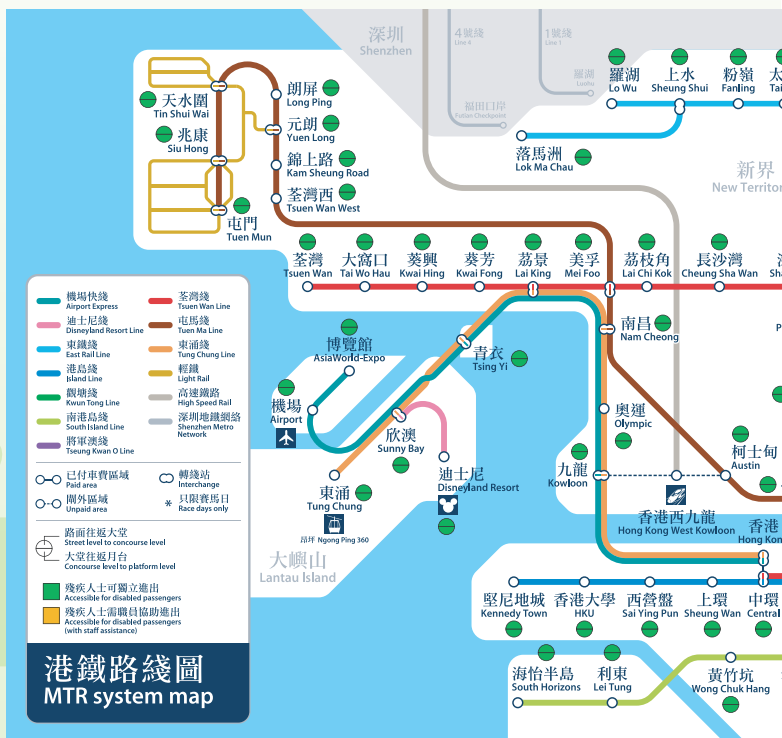 深圳
Shenzhen
4號綫
Line 4
1號綫
Line 1
羅湖
Luohu
福田口岸
Futian Checkpoint
羅湖
Lo Wu
上水
Sheung Shui
粉嶺
Fanling
太
Tai
落馬洲
Lok Ma Chau
新界
New Territor
天水圍
Tin Shui Wai
兆康
Siu Hong
屯門
Tuen Mun
朗屏
Long Ping
元朗
Yuen Long
錦上路
Kam Sheung Road
荃灣西
Tsuen Wan West
荃灣
Tsuen Wan
大窩口
Tai Wo Hau
葵興
Kwai Hing
葵芳
Kwai Fong
荔景
Lai King
美孚
Mei Foo
荔枝角
Lai Chi Kok
長沙灣
Cheung Sha Wan
Sha
南昌
Nam Cheong
P
青衣
Tsing Yi
博覽館
AsiaWorld-Expo
機場
Airport
欣澳
Sunny Bay
迪士尼
Disneyland Resort
東涌
Tung Chung
昂坪 Ngong Ping 360
大嶼山
Lantau Island
奧運
Olympic
九龍
Kowloon
柯士甸
Austin
香港西九龍
Hong Kong West Kowloon
香港
Hong Kon
堅尼地城
Kennedy Town
香港大學
HKU
西營盤
Sai Ying Pun
上環
Sheung Wan
中環
Central
海怡半島
South Horizons
利東
Lei Tung
黃竹坑
Wong Chuk Hang
機場快綫
Airport Express
迪士尼綫
Disneyland Resort Line
東鐵綫
East Rail Line
港島綫
Island Line
觀塘綫
Kwun Tong Line
南港島綫
South Island Line
將軍澳綫
Tseung Kwan O Line
荃灣綫
Tsuen Wan Line
屯馬綫
Tuen Ma Line
東涌綫
Tung Chung Line
輕鐵
Light Rail
高速鐵路
High Speed Rail
深圳地鐵網絡
Shenzhen Metro
Network
已付車費區域
Paid area
閘外區域
Unpaid area
轉綫站
Interchange
* 只限賽馬日
Race days only
路面往返大堂
Street level to concourse level
大堂往返月台
Concourse level to platform level
殘疾人士可獨立進出
Accessible for disabled passengers
殘疾人士需職員協助進出
Accessible for disabled passengers
(with staff assistance)
港鐵路綫圖
MTR system map